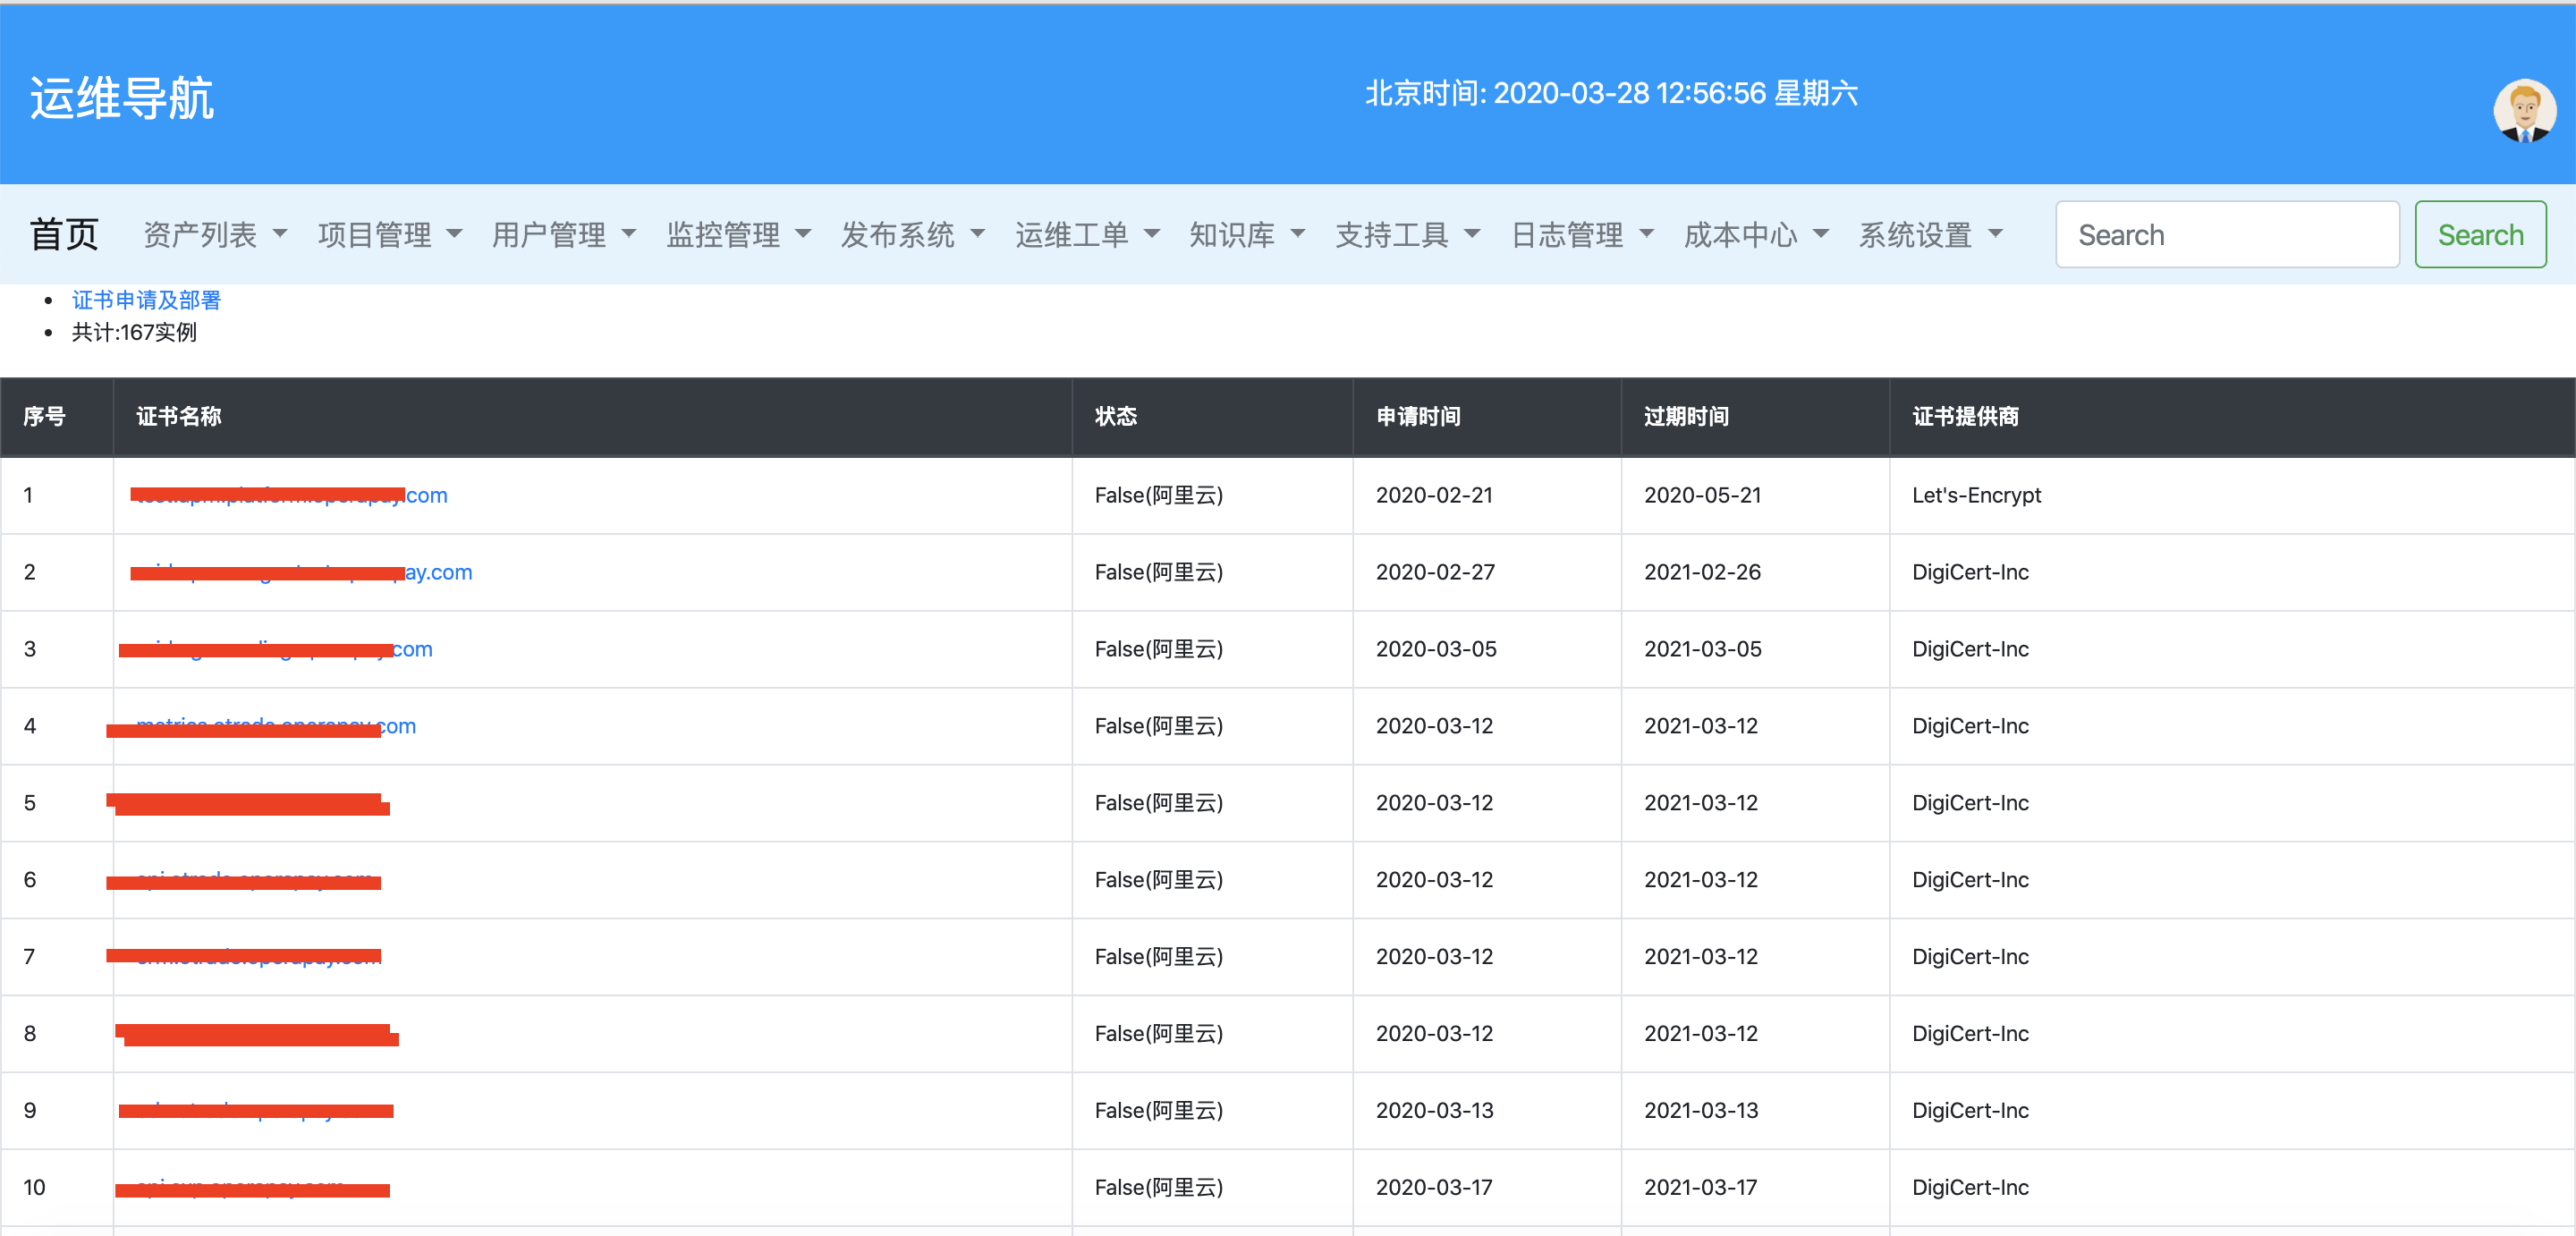 运维导航
北京时间: 2020-03-28 12:56:56 星期六
首页 资产列表 项目管理 用户管理 监控管理 发布系统 运维工单 知识库 支持工具 日志管理 成本中心 系统设置 Search Search
证书申请及部署
共计:167实例
序号 证书名称 状态 申请时间 过期时间 证书提供商
1 .com False(阿里云) 2020-02-21 2020-05-21 Let's-Encrypt
2 ay.com False(阿里云) 2020-02-27 2021-02-26 DigiCert-Inc
3 .com False(阿里云) 2020-03-05 2021-03-05 DigiCert-Inc
4 com False(阿里云) 2020-03-12 2021-03-12 DigiCert-Inc
5 False(阿里云) 2020-03-12 2021-03-12 DigiCert-Inc
6 False(阿里云) 2020-03-12 2021-03-12 DigiCert-Inc
7 False(阿里云) 2020-03-12 2021-03-12 DigiCert-Inc
8 False(阿里云) 2020-03-12 2021-03-12 DigiCert-Inc
9 False(阿里云) 2020-03-13 2021-03-13 DigiCert-Inc
10 False(阿里云) 2020-03-17 2021-03-17 DigiCert-Inc